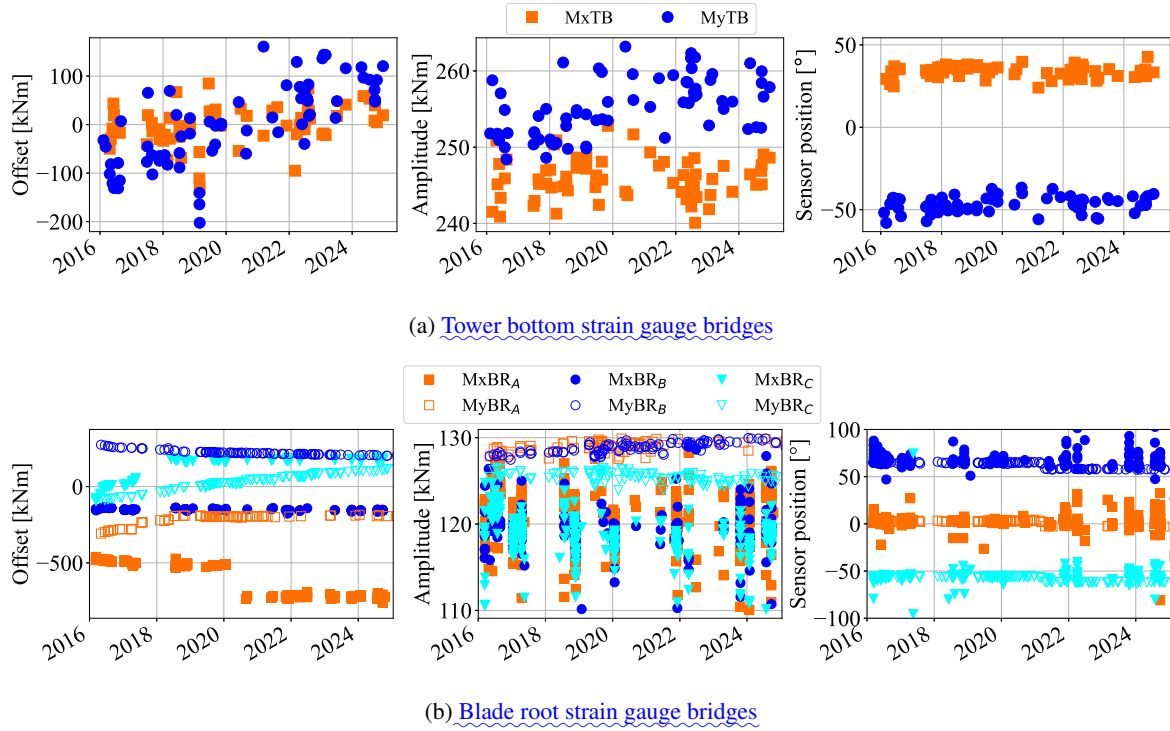 MxTB MyTB
Offset [kNm]
100
0
−100
−200
2016 2018 2020 2022 2024
Amplitude [kNm]
260
250
240
2016 2018 2020 2022 2024
Sensor position [°]
50
0
−50
2016 2018 2020 2022 2024
(a) Tower bottom strain gauge bridges
MxBR_A MxBR_B MxBR_C
MyBR_A MyBR_B MyBR_C
Offset [kNm]
0
−500
2016 2018 2020 2022 2024
Amplitude [kNm]
130
120
110
2016 2018 2020 2022 2024
Sensor position [°]
100
50
0
−50
−100
2016 2018 2020 2022 2024
(b) Blade root strain gauge bridges